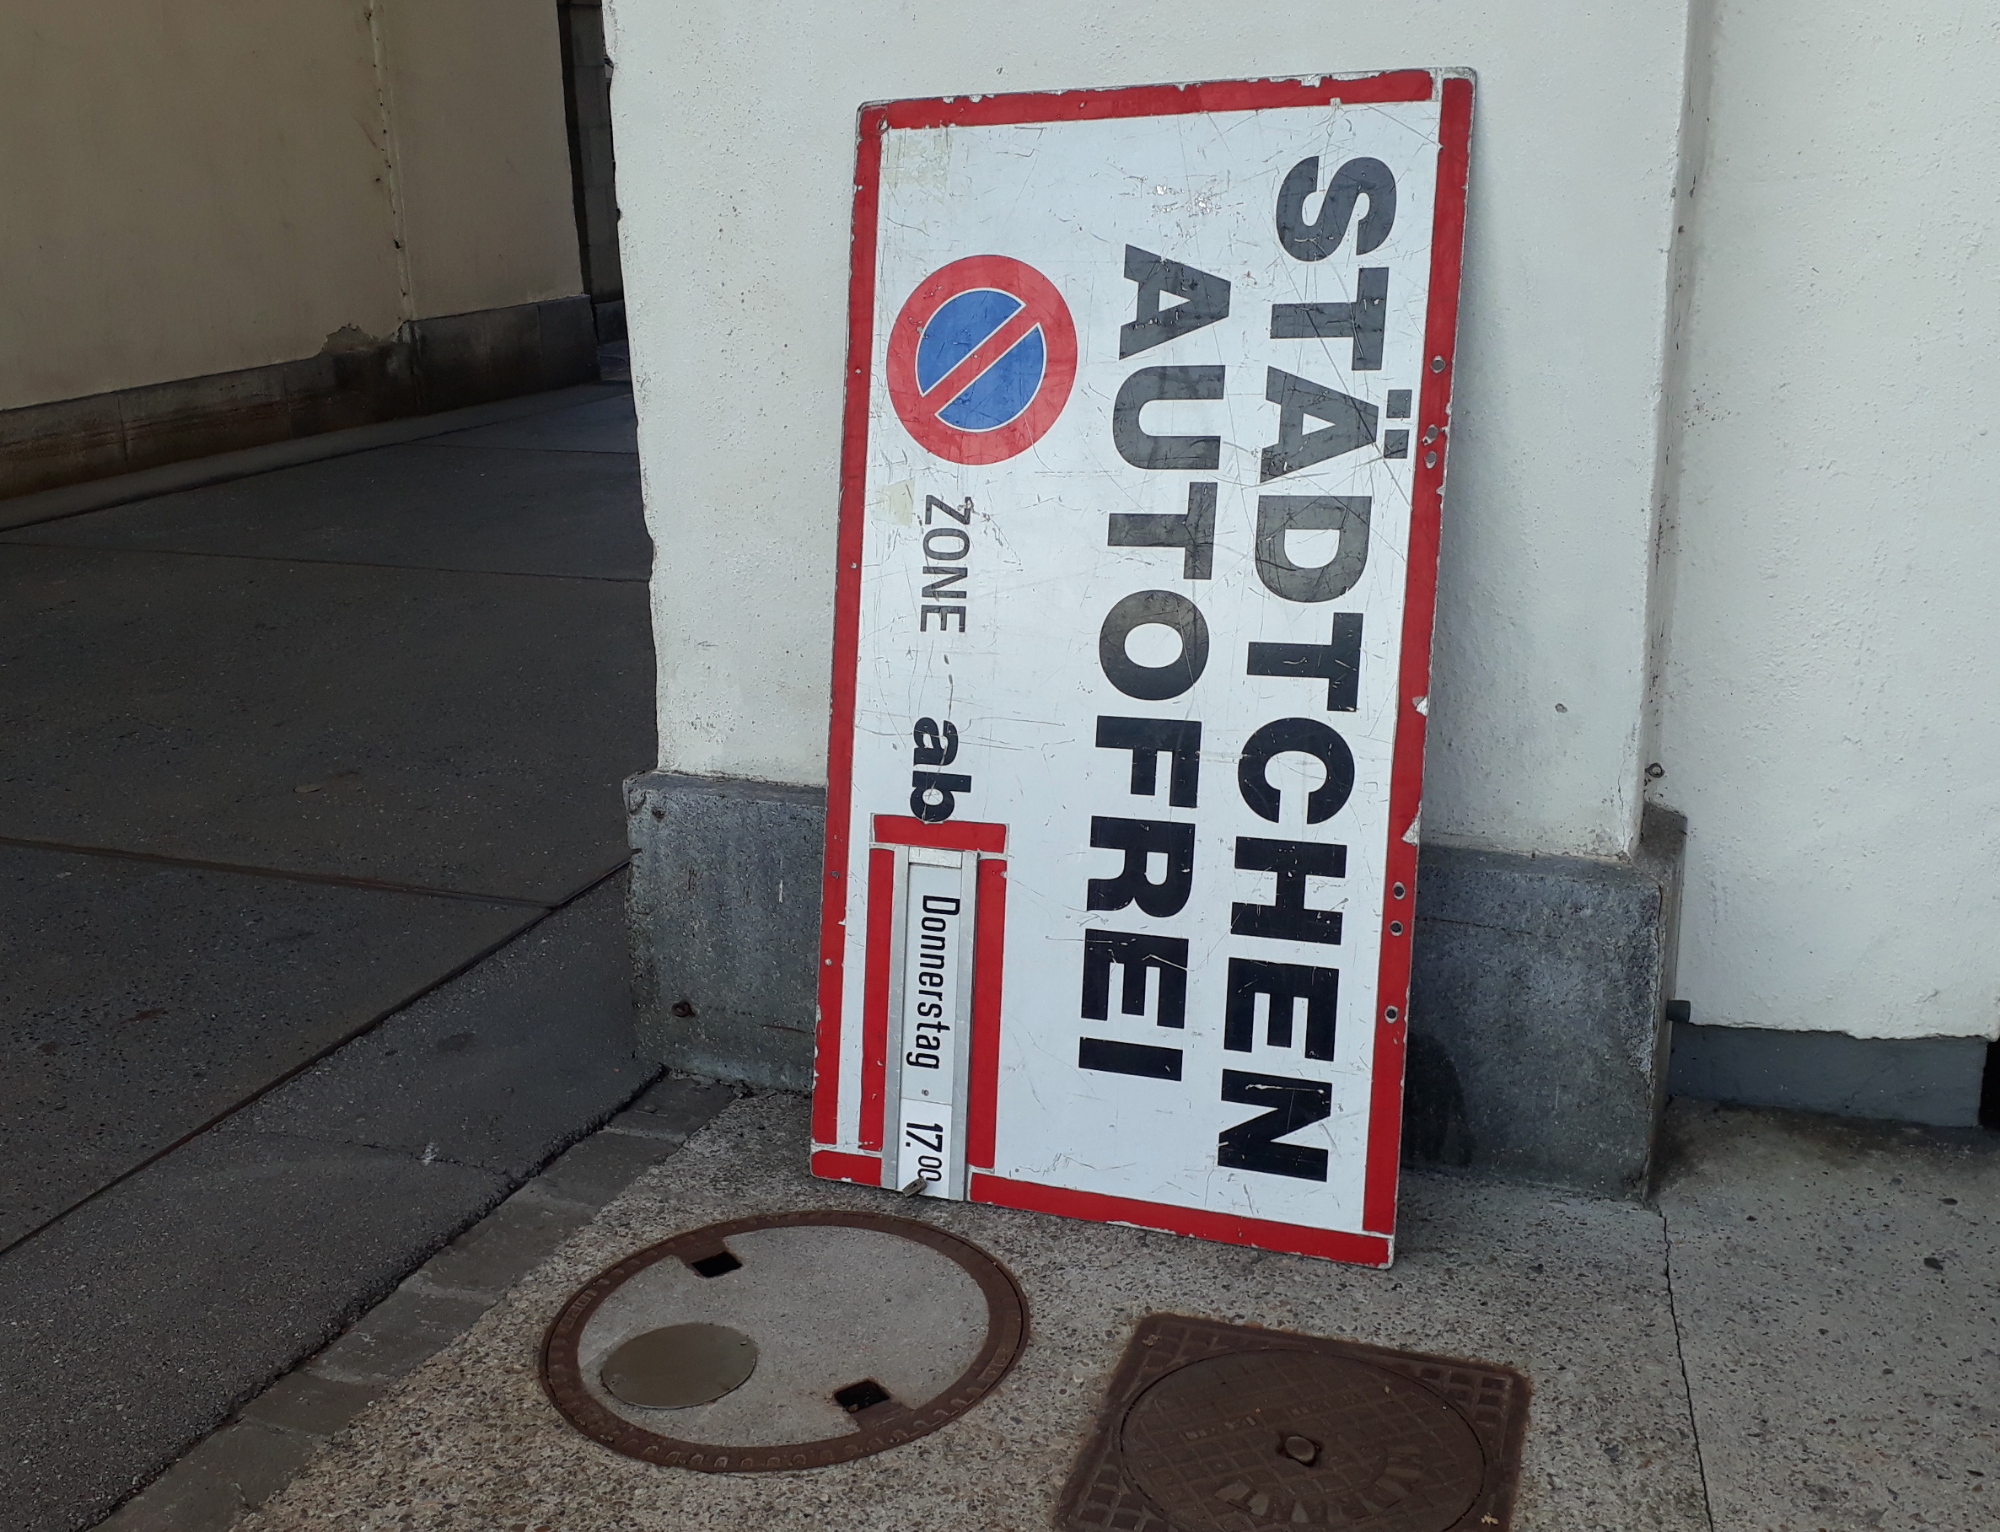 STÄDTCHEN
AUTOFREI
ZONE - ab
Donnerstag • 17.00